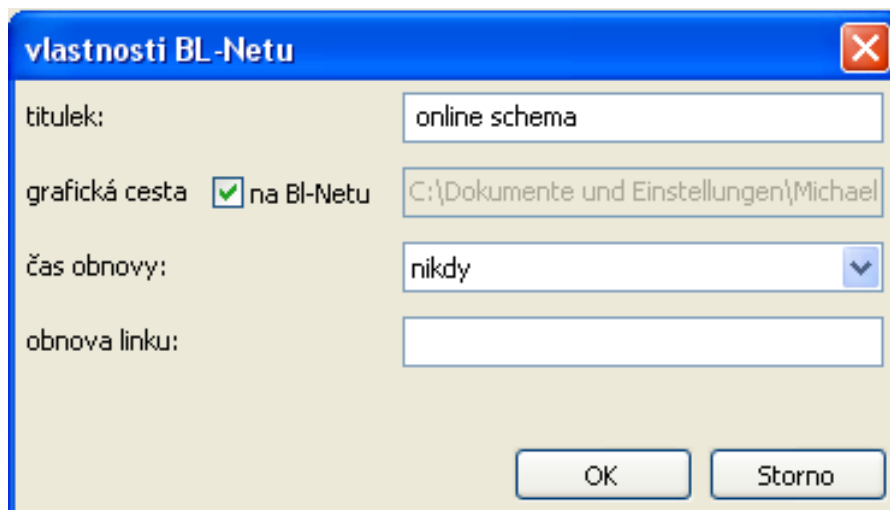 vlastnosti BL-Netu
titulek: online schema
grafická cesta na Bl-Netu C:\Dokumente und Einstellungen\Michael
čas obnovy: nikdy
obnova linku:
OK Storno